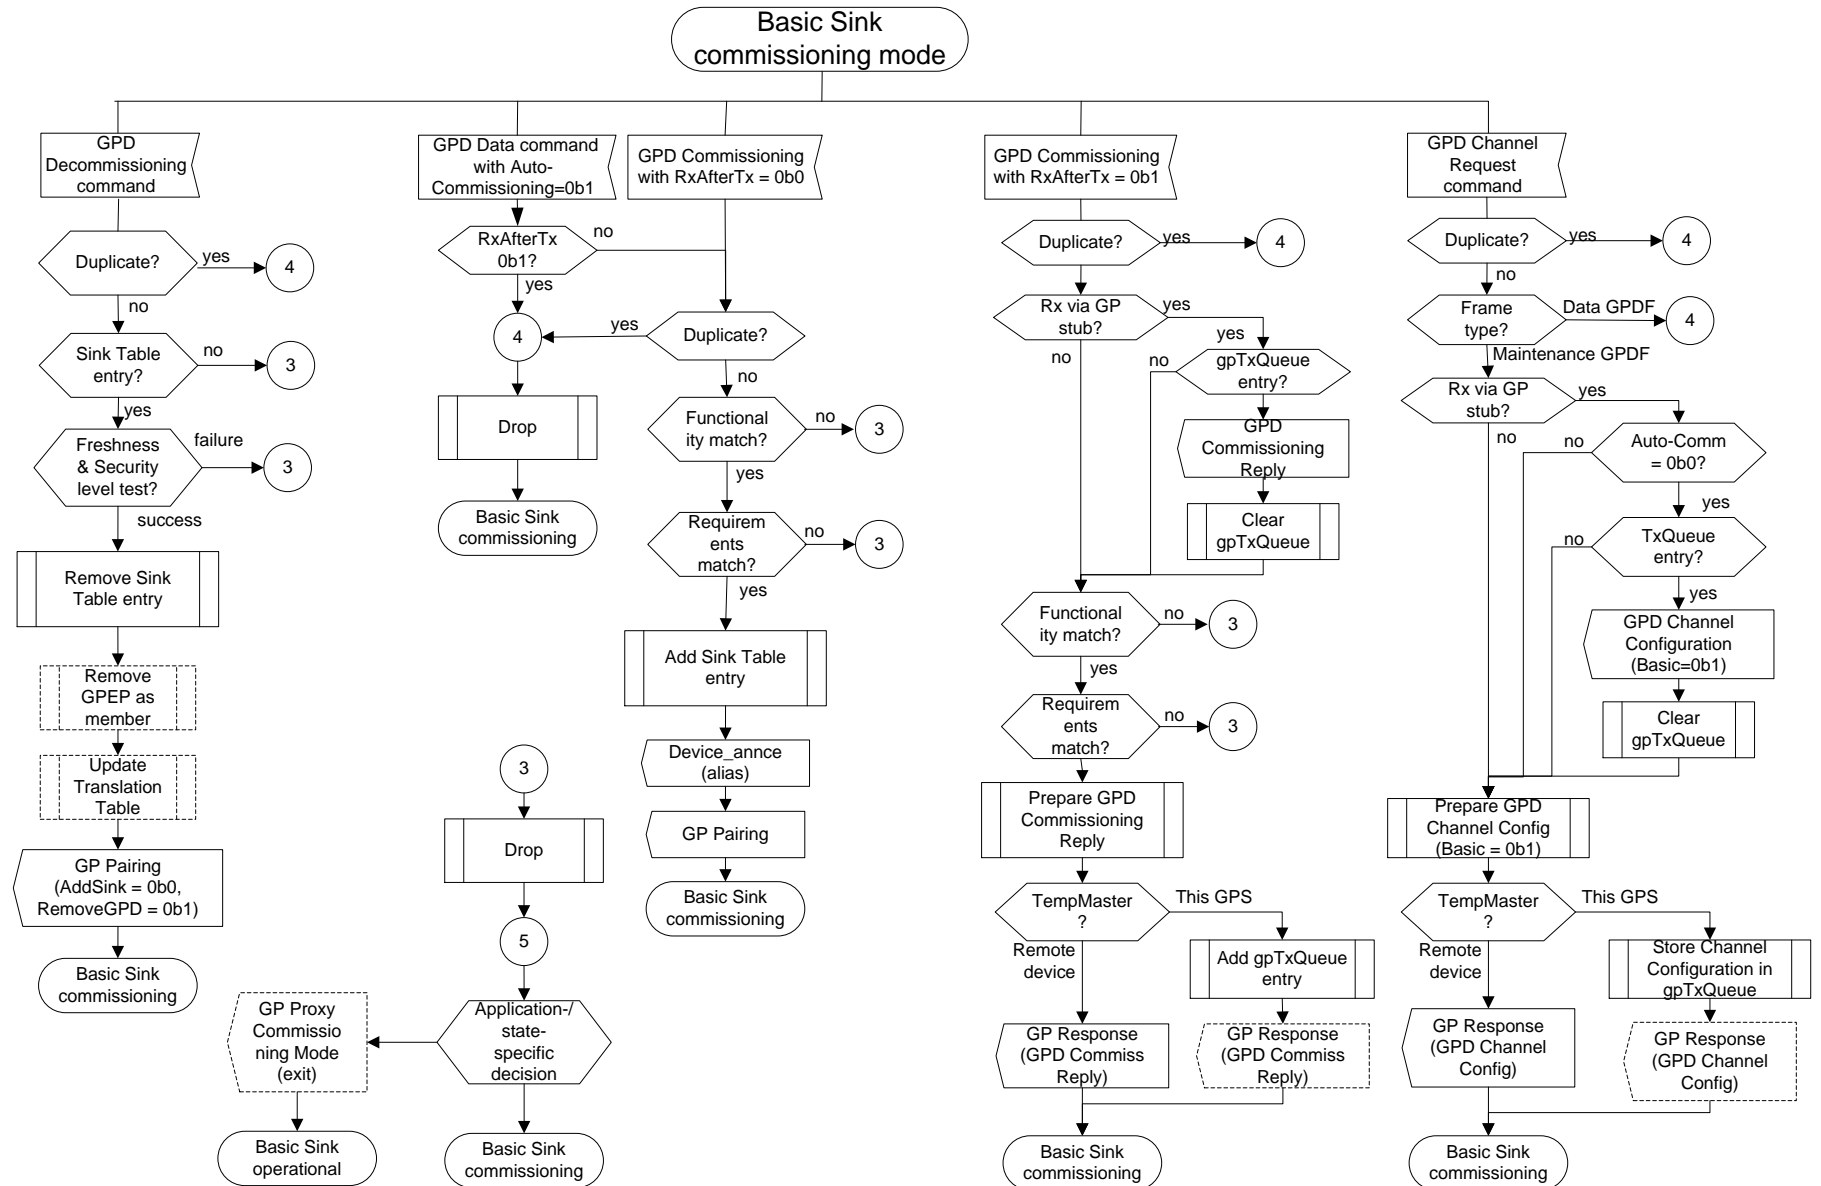 Basic Sink
commissioning mode
GPD
Decommissioning
command
Duplicate?
yes
4
no
Sink Table
entry?
no
3
yes
Freshness
& Security
level test?
failure
3
success
Remove Sink
Table entry
Remove
GPEP as
member
Update
Translation
Table
GP Pairing
(AddSink = 0b0,
RemoveGPD = 0b1)
Basic Sink
commissioning
GPD Data command
with Auto-
Commissioning=0b1
RxAfterTx
0b1?
no
yes
4
Drop
Basic Sink
commissioning
3
Drop
5
Application-/
state-
specific
decision
GP Proxy
Commissio
ning Mode
(exit)
Basic Sink
operational
Basic Sink
commissioning
GPD Commissioning
with RxAfterTx = 0b0
Duplicate?
yes
no
Functional
ity match?
no
3
yes
Requirem
ents
match?
no
3
yes
Add Sink Table
entry
Device_annce
(alias)
GP Pairing
Basic Sink
commissioning
GPD Commissioning
with RxAfterTx = 0b1
Duplicate?
yes
4
Rx via GP
stub?
yes
no
yes
gpTxQueue
entry?
no
GPD
Commissioning
Reply
Clear
gpTxQueue
Functional
ity match?
no
3
yes
Requirem
ents
match?
no
3
Prepare GPD
Commissioning
Reply
TempMaster
?
This GPS
Remote
device
Add gpTxQueue
entry
GP Response
(GPD Commiss
Reply)
GP Response
(GPD Commiss
Reply)
Basic Sink
commissioning
GPD Channel
Request
command
Duplicate?
yes
4
no
Frame
type?
Data GPDF
4
Maintenance GPDF
Rx via GP
stub?
yes
no
Auto-Comm
= 0b0?
no
yes
TxQueue
entry?
no
yes
GPD Channel
Configuration
(Basic=0b1)
Clear
gpTxQueue
Prepare GPD
Channel Config
(Basic = 0b1)
TempMaster
?
This GPS
Remote
device
Store Channel
Configuration in
gpTxQueue
GP Response
(GPD Channel
Config)
GP Response
(GPD Channel
Config)
Basic Sink
commissioning